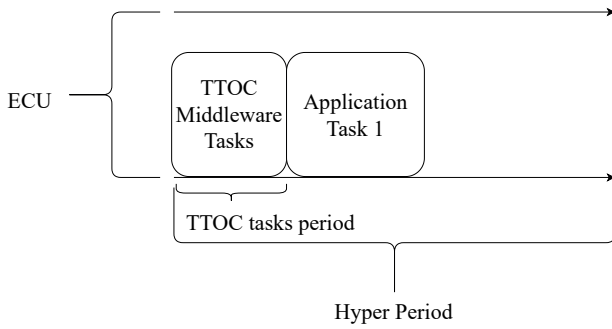 ECU
TTOC
Middleware
Tasks
Application
Task 1
TTOC tasks period
Hyper Period